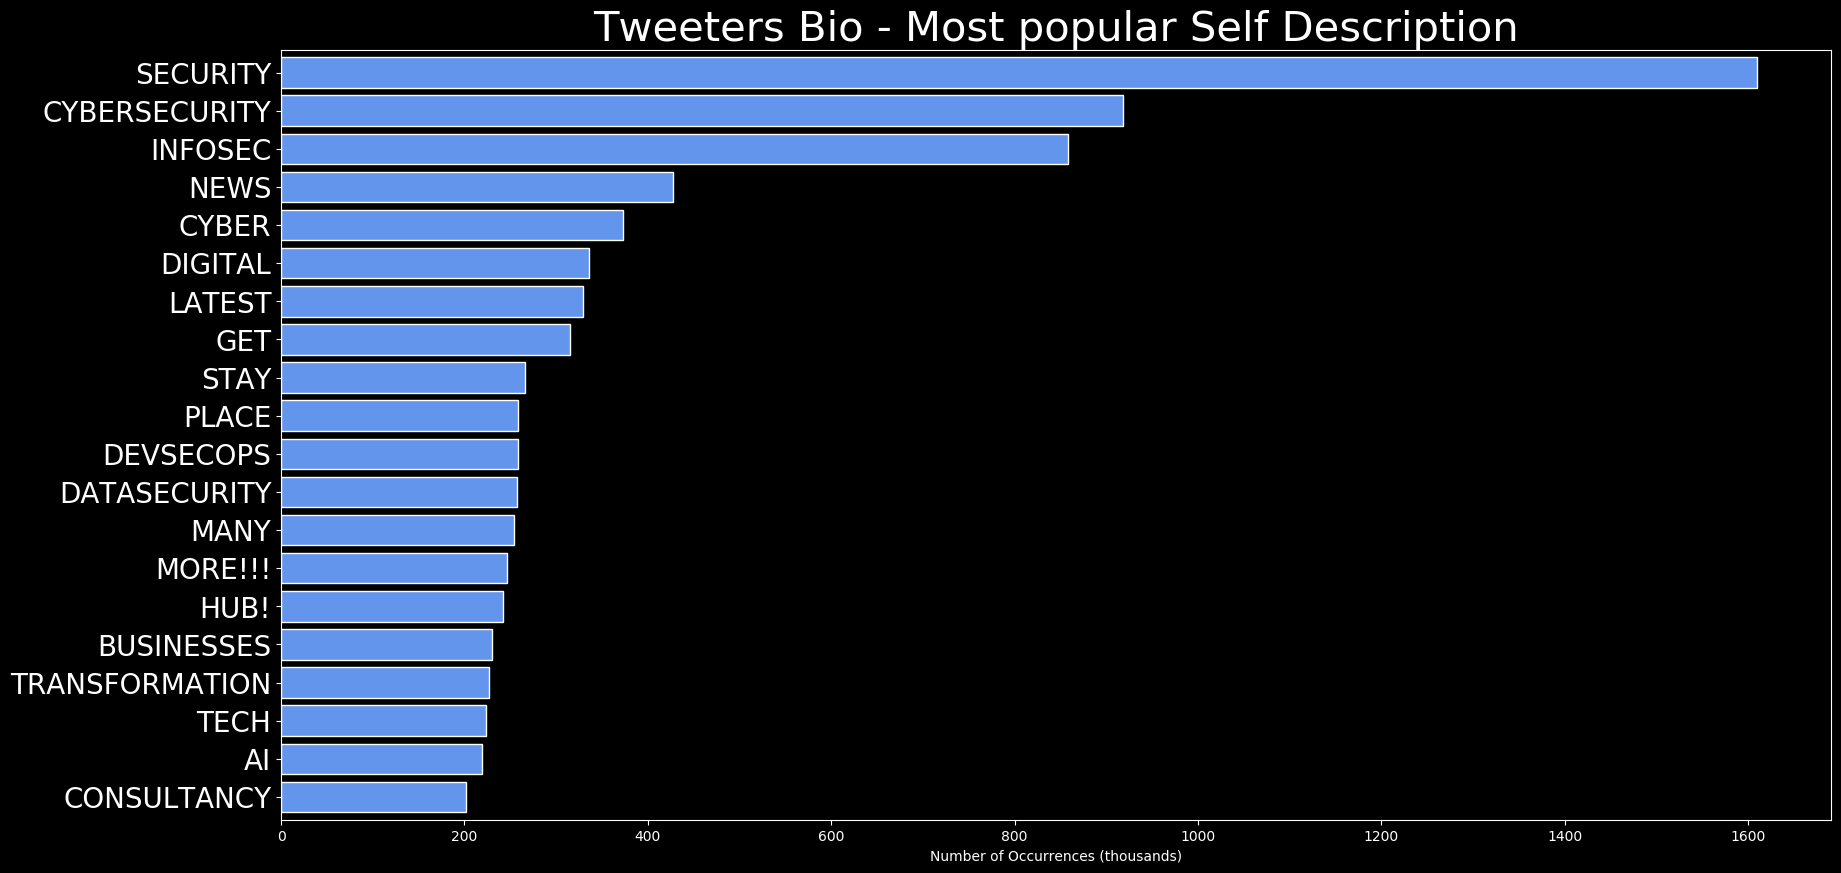 Tweeters Bio - Most popular Self Description
SECURITY
CYBERSECURITY
INFOSEC
NEWS
CYBER
DIGITAL
LATEST
GET
STAY
PLACE
DEVSECOPS
DATASECURITY
MANY
MORE!!!
HUB!
BUSINESSES
TRANSFORMATION
TECH
AI
CONSULTANCY
0 200 400 600 800 1000 1200 1400 1600
Number of Occurrences (thousands)